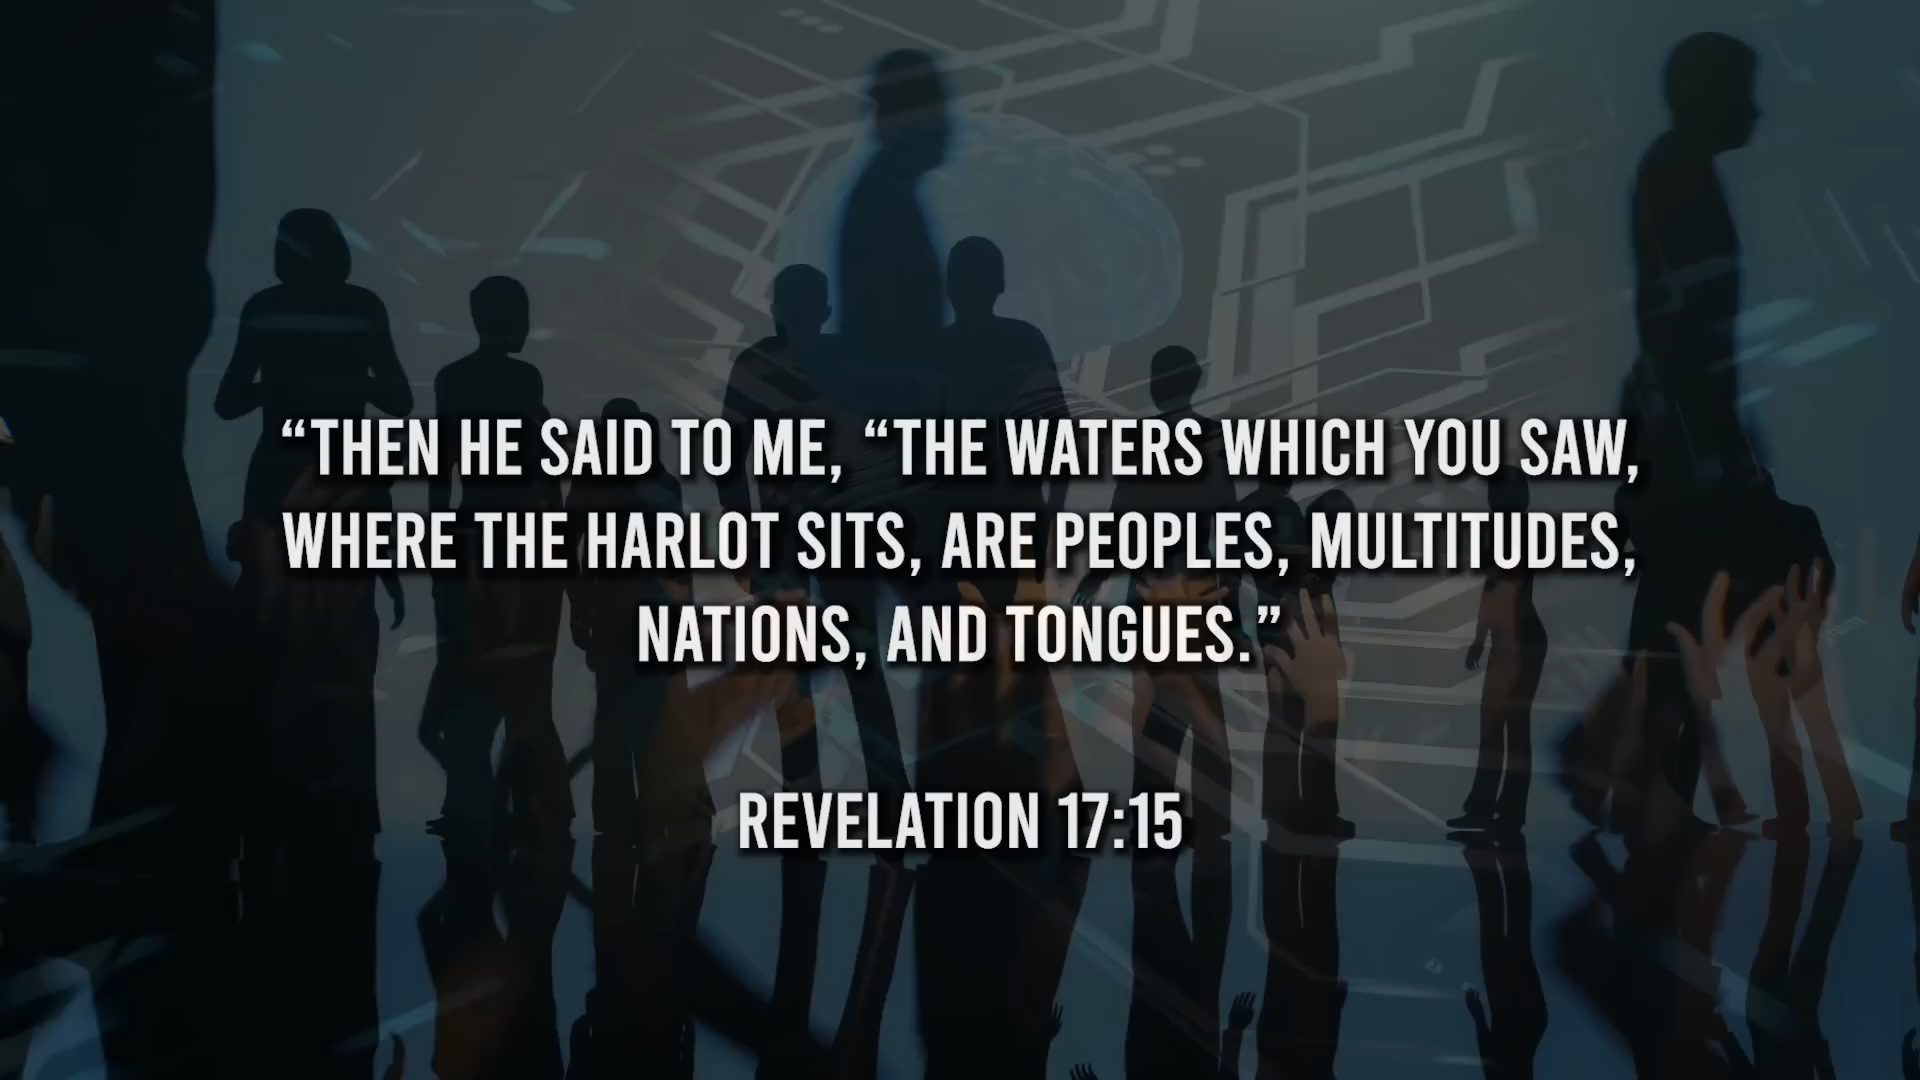 “THEN HE SAID TO ME, “THE WATERS WHICH YOU SAW,
WHERE THE HARLOT SITS, ARE PEOPLES, MULTITUDES,
NATIONS, AND TONGUES.”
REVELATION 17:15